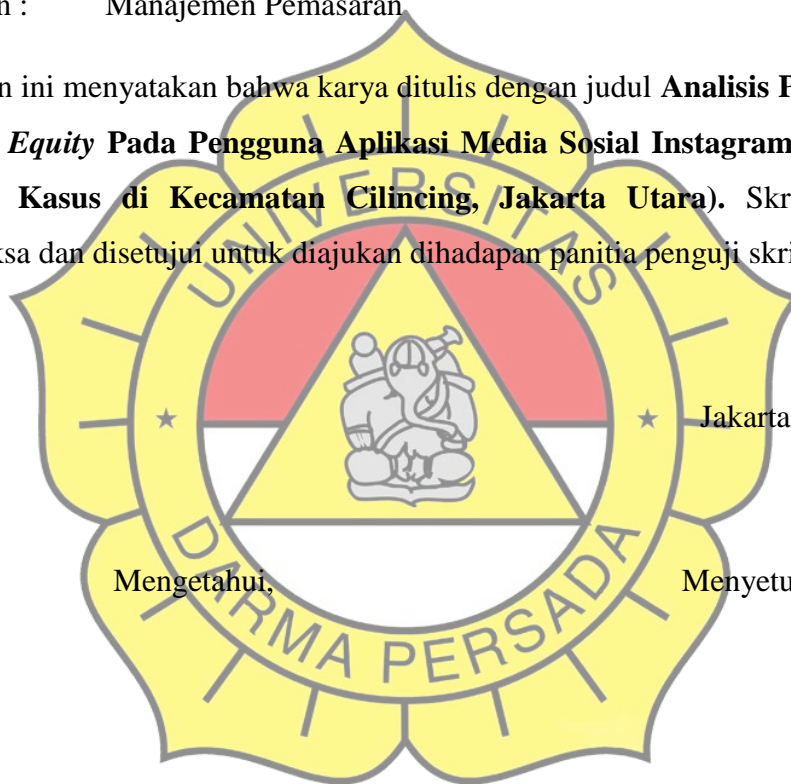 n : Manajemen Pemasaran
n ini menyatakan bahwa karya ditulis dengan judul Analisis P
Equity Pada Pengguna Aplikasi Media Sosial Instagram
Kasus di Kecamatan Cilincing, Jakarta Utara). Skr
ksa dan disetujui untuk diajukan dihadapan panitia penguji skri
UNIVERSITAS
Jakarta
Mengetahui, Menyetu
DARMA PERSADA